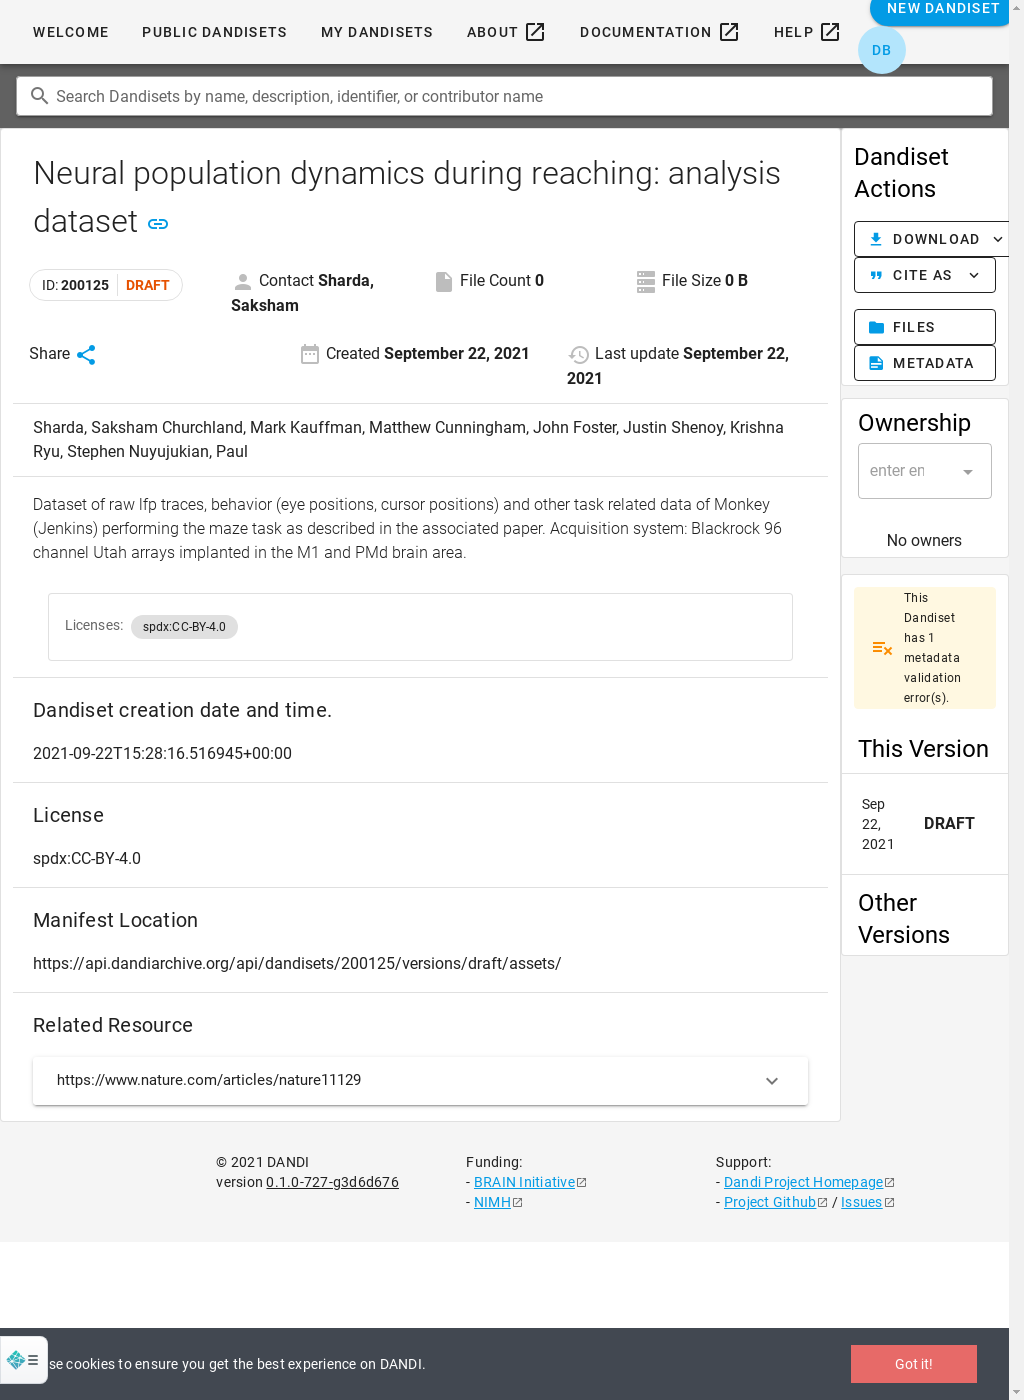 WELCOME PUBLIC DANDISETS MY DANDISETS ABOUT DOCUMENTATION HELP NEW DANDISET
DB
Search Dandisets by name, description, identifier, or contributor name
Neural population dynamics during reaching: analysis
dataset
ID: 200125 DRAFT
Contact Sharda,
Saksham
File Count 0
File Size 0 B
Share
Created September 22, 2021
Last update September 22,
2021
Sharda, Saksham Churchland, Mark Kauffman, Matthew Cunningham, John Foster, Justin Shenoy, Krishna
Ryu, Stephen Nuyujukian, Paul
Dataset of raw lfp traces, behavior (eye positions, cursor positions) and other task related data of Monkey
(Jenkins) performing the maze task as described in the associated paper. Acquisition system: Blackrock 96
channel Utah arrays implanted in the M1 and PMd brain area.
Licenses: spdx:CC-BY-4.0
Dandiset creation date and time.
2021-09-22T15:28:16.516945+00:00
License
spdx:CC-BY-4.0
Manifest Location
https://api.dandiarchive.org/api/dandisets/200125/versions/draft/assets/
Related Resource
https://www.nature.com/articles/nature11129
Dandiset
Actions
DOWNLOAD
CITE AS
FILES
METADATA
Ownership
enter en
No owners
This
Dandiset
has 1
metadata
validation
error(s).
This Version
Sep
22,
2021
DRAFT
Other
Versions
© 2021 DANDI
version 0.1.0-727-g3d6d676
Funding:
- BRAIN Initiative
- NIMH
Support:
- Dandi Project Homepage
- Project Github / Issues
se cookies to ensure you get the best experience on DANDI.
Got it!